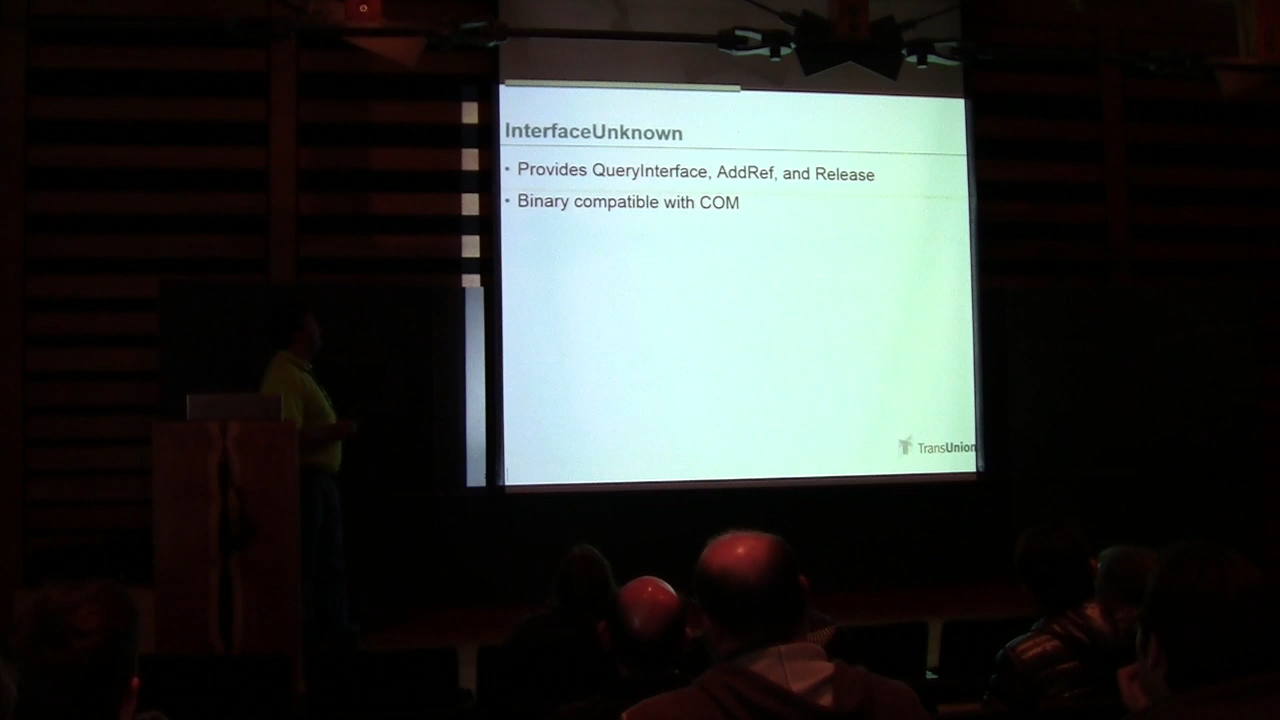 InterfaceUnknown
• Provides QueryInterface, AddRef, and Release
• Binary compatible with COM
TransUnion